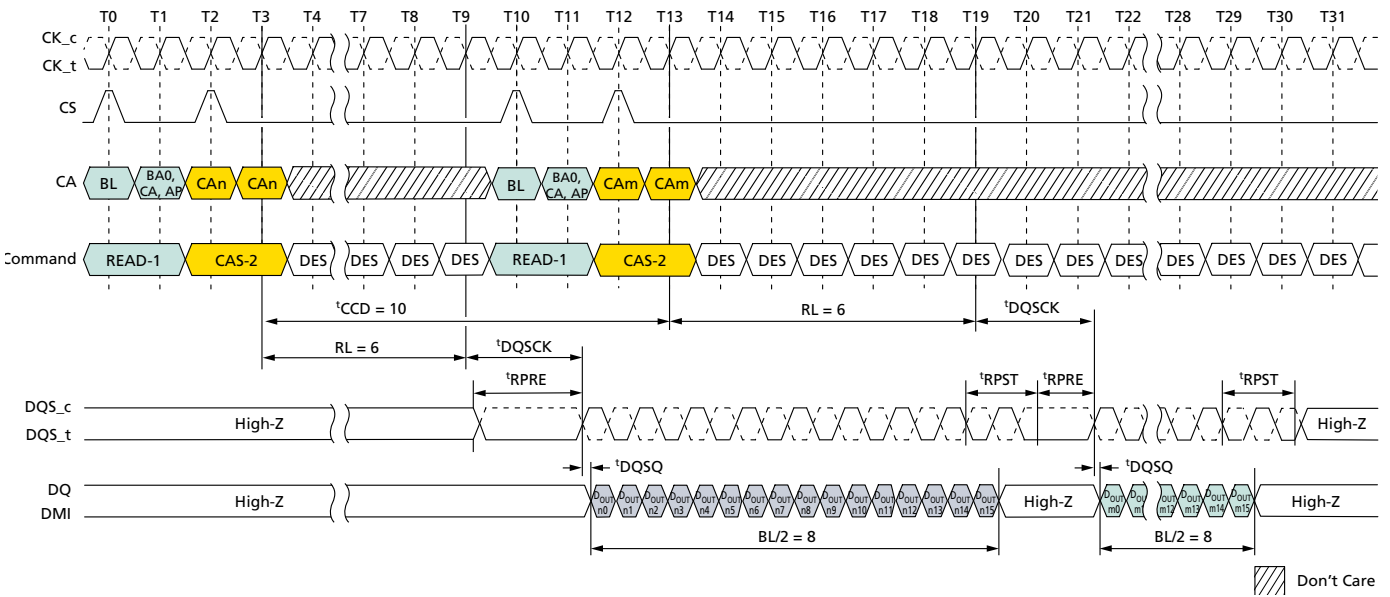 T0 T1 T2 T3 T4 T7 T8 T9 T10 T11 T12 T13 T14 T15 T16 T17 T18 T19 T20 T21 T22 T28 T29 T30 T31
CK_c
CK_t
CS
CA BL BA0, CA, AP CAn CAn BL BA0, CA, AP CAm CAm
Command READ-1 CAS-2 DES DES DES DES READ-1 CAS-2 DES DES DES DES DES DES DES DES DES DES DES DES DES
tCCD = 10 RL = 6 tDQSCK
RL = 6 tDQSCK
tRPRE tRPST tRPRE tRPST
DQS_c
DQS_t High-Z High-Z
tDQSQ tDQSQ
DQ
DMI High-Z DOUT n0 DOUT n1 DOUT n2 DOUT n3 DOUT n4 DOUT n5 DOUT n6 DOUT n7 DOUT n8 DOUT n9 DOUT n10 DOUT n11 DOUT n12 DOUT n13 DOUT n14 DOUT n15 High-Z DOUT m0 DOUT m1 DOUT m12 DOUT m13 DOUT m14 DOUT m15 High-Z
BL/2 = 8 BL/2 = 8
Don't Care